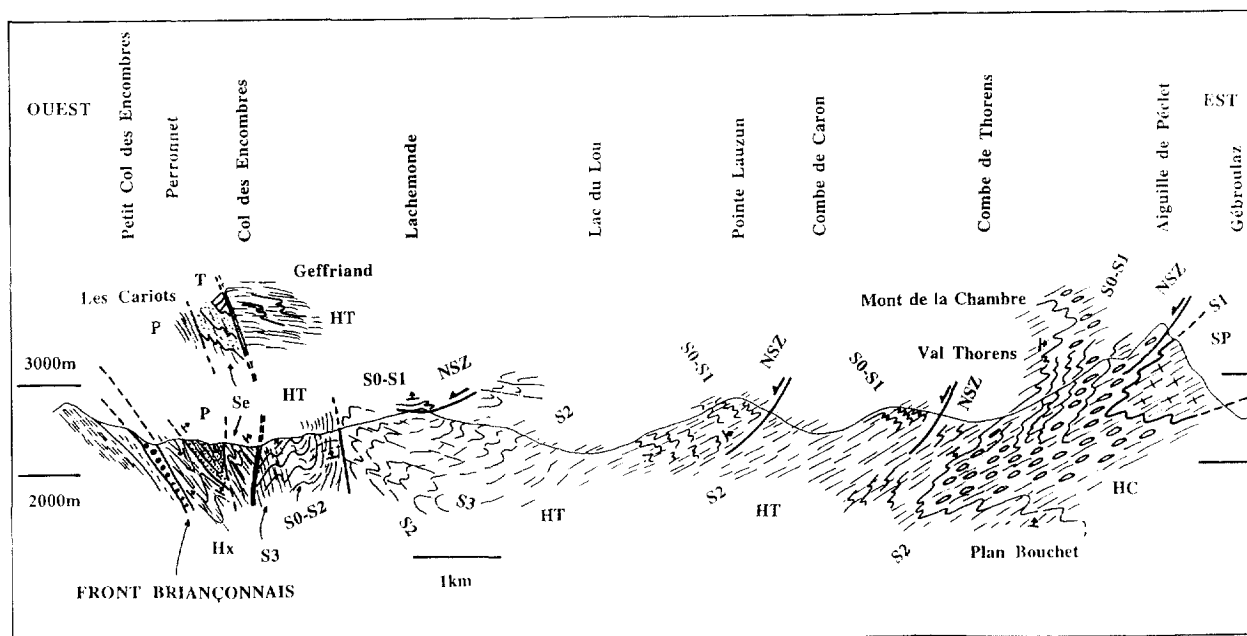 OUEST
Petit Col des Encombres
Perronnet
Col des Encombres
Lachemonde
Lac du Lou
Pointe Lauzun
Combe de Caron
Combe de Thorens
Aiguille de Péclet
EST
Gébroulaz
T
Geffriand
Les Cariots
P
HT
Mont de la Chambre
S0-S1
NSZ
S1
Val Thorens
SP
3000m
Se
HT
P
S0-S1
NSZ
S0-S1
NSZ
S0-S1
NSZ
S2
2000m
S0-S2
S2
S3
HT
S2
HT
HC
Hx
S3
S2
Plan Bouchet
1km
FRONT BRIANÇONNAIS